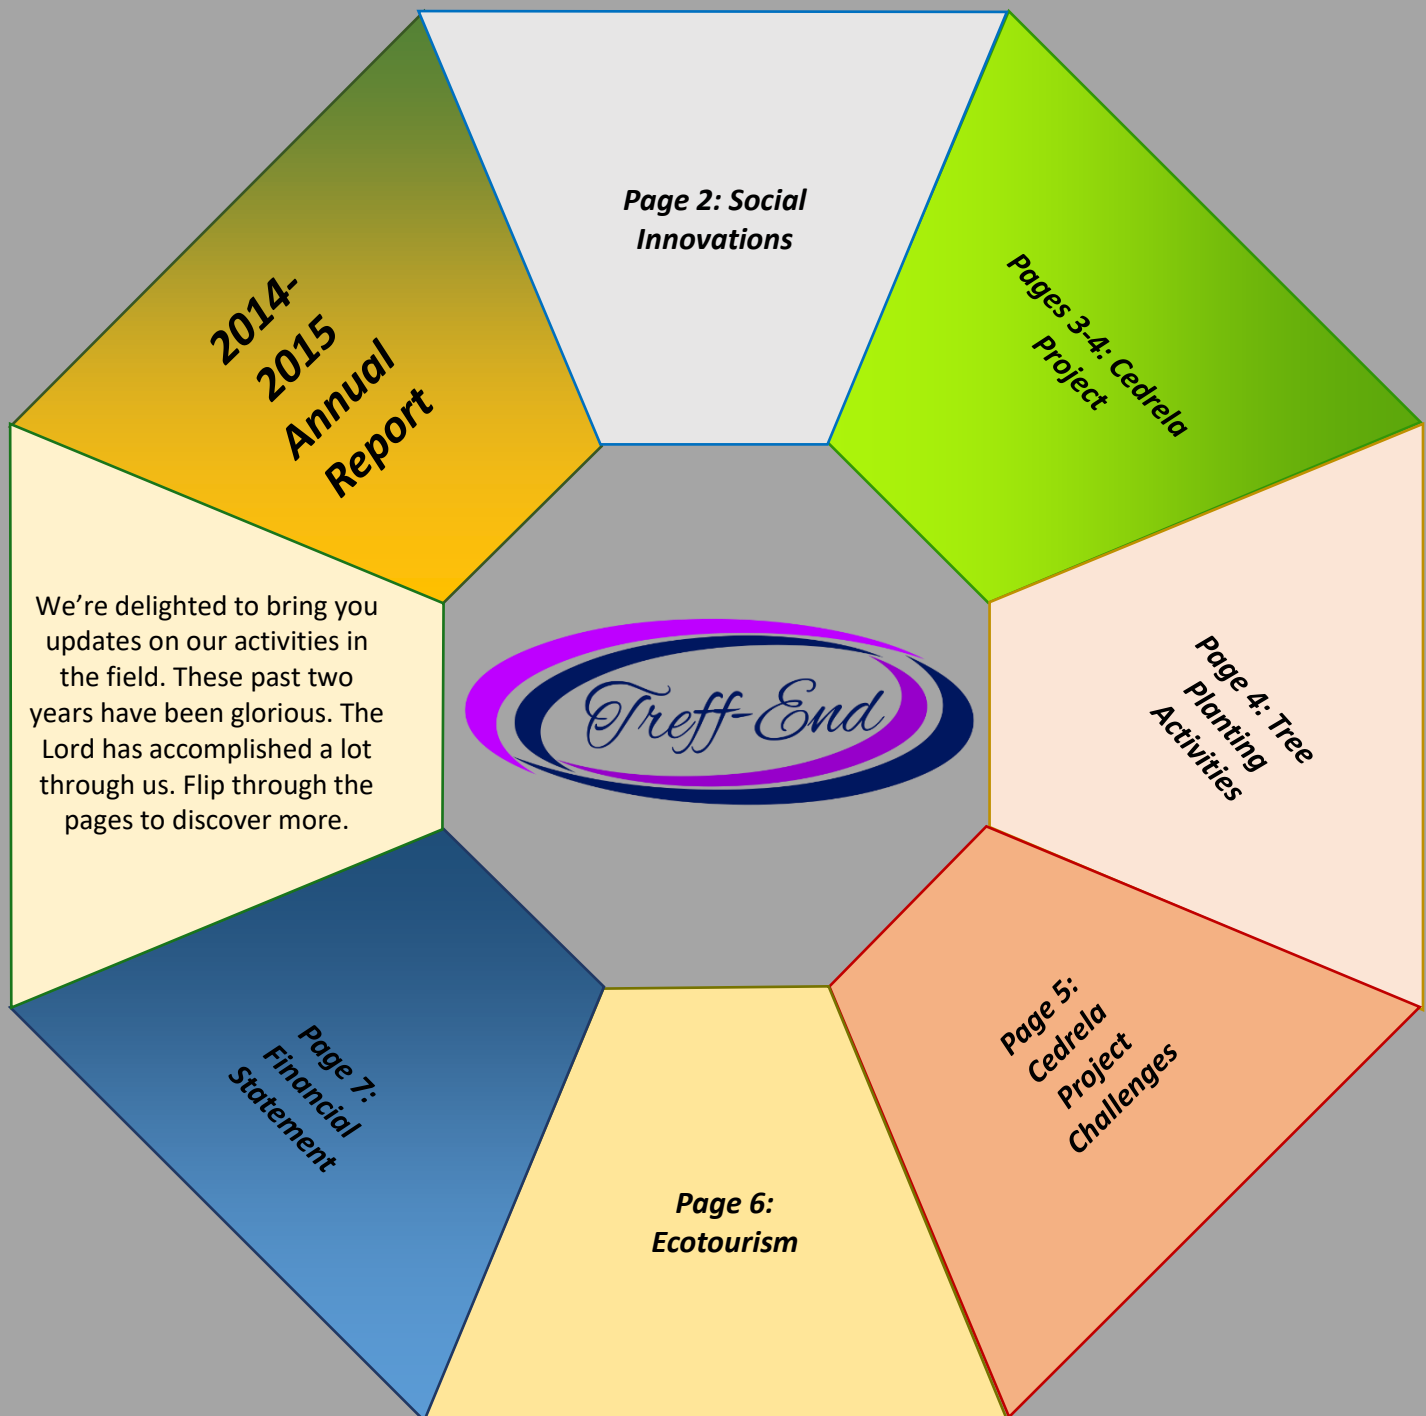 2014-
2015
Annual
Report
Page 2: Social
Innovations
Pages 3-4: Cedrela
Project
Page 4: Tree
Planting
Activities
Page 5:
Cedrela
Project
Challenges
Page 6:
Ecotourism
Page 7:
Financial
Statement
We’re delighted to bring you
updates on our activities in
the field. These past two
years have been glorious. The
Lord has accomplished a lot
through us. Flip through the
pages to discover more.
Treff-End